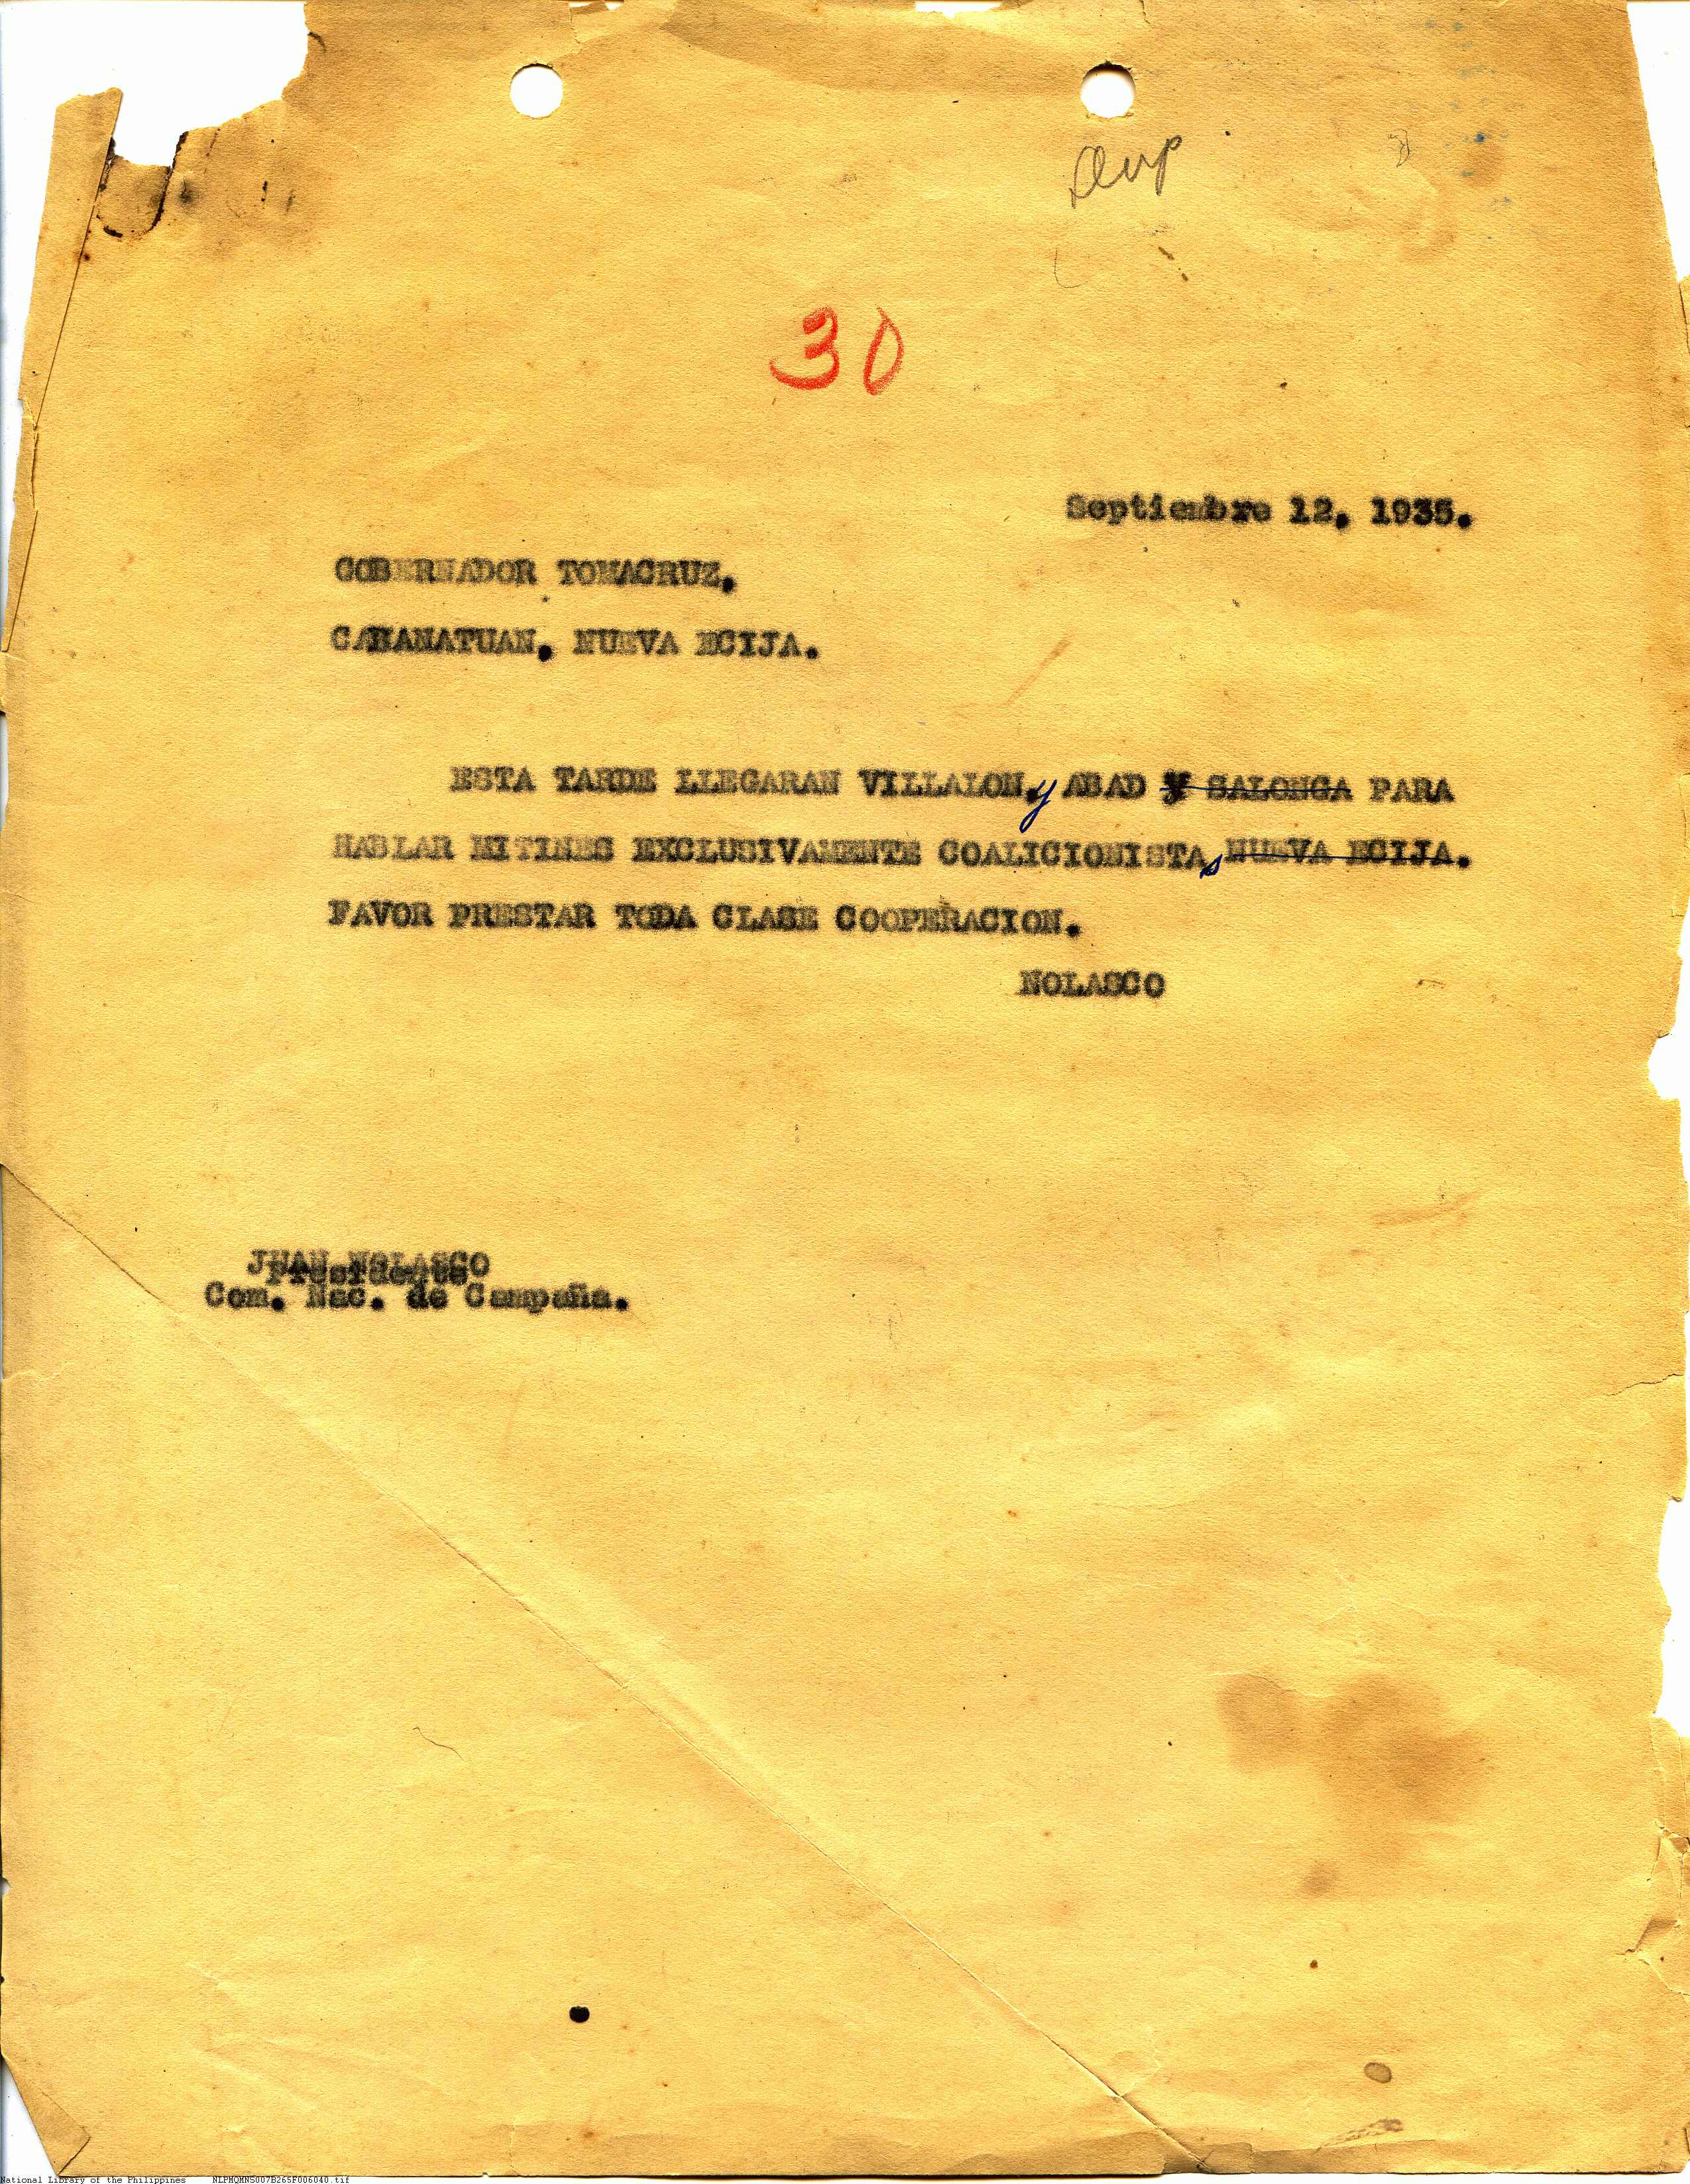 Dup
30
Septiembre 12, 1935.
GOBERNADOR TOMACRUZ,
CABANATUAN, NUEVA ECIJA.
ESTA TARDE LLEGARAN VILLALON, y ABAD Y SALONGA PARA
HABLAR MITINES EXCLUSIVAMENTE COALICIONISTAs NUEVA ECIJA.
FAVOR PRESTAR TODA CLASE COOPERACION.
NOLASCO
JUAN NOLASCO
Presidente
Com. Nac. de Campaña.
National Library of the Philippines NLPMQMNS007B265F006040.tif